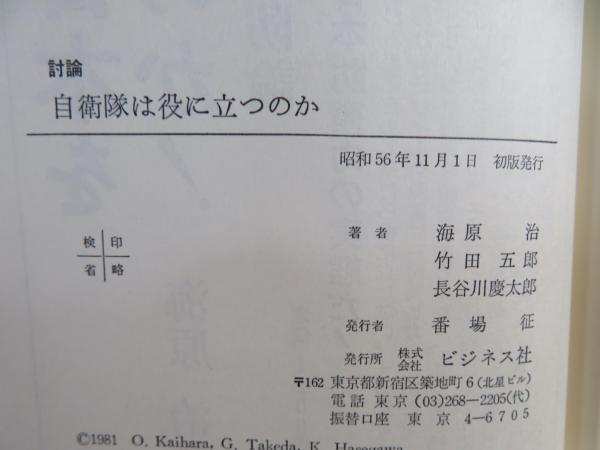 討論
自衛隊は役に立つのか
昭和56年11月1日 初版発行
検印
省略
著者 海原 治
竹田 五郎
長谷川慶太郎
発行者 番場 征
発行所 株式会社 ビジネス社
〒162 東京都新宿区築地町6(北星ビル)
電話 東京 (03)268-2205(代)
振替口座 東京 4-6705
©1981 O. Kaihara, G. Takeda, K. Hasegawa